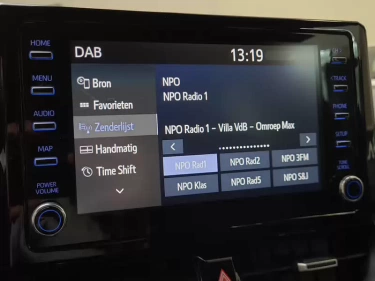 HOME
MENU
AUDIO
MAP
POWER
VOLUME
DAB
13:19
Bron
Favorieten
Zenderlijst
Handmatig
Time Shift
NPO
NPO Radio 1
NPO Radio 1 – Villa VdB – Omroep Max
NPO Rad1
NPO Rad2
NPO 3FM
NPO Klas
NPO Rad5
NPO S&J
TRACK
PHONE
SETUP
TUNE
SCROLL